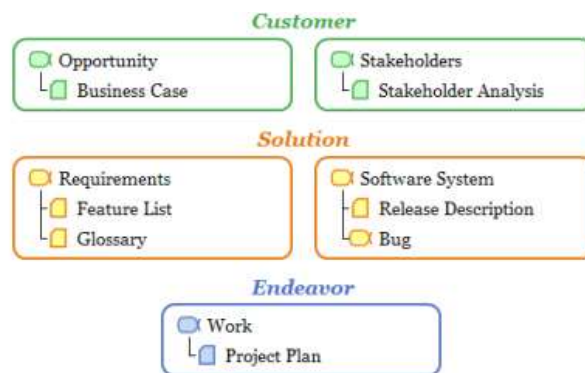 Customer
Opportunity
Business Case
Stakeholders
Stakeholder Analysis
Solution
Requirements
Feature List
Glossary
Software System
Release Description
Bug
Endeavor
Work
Project Plan